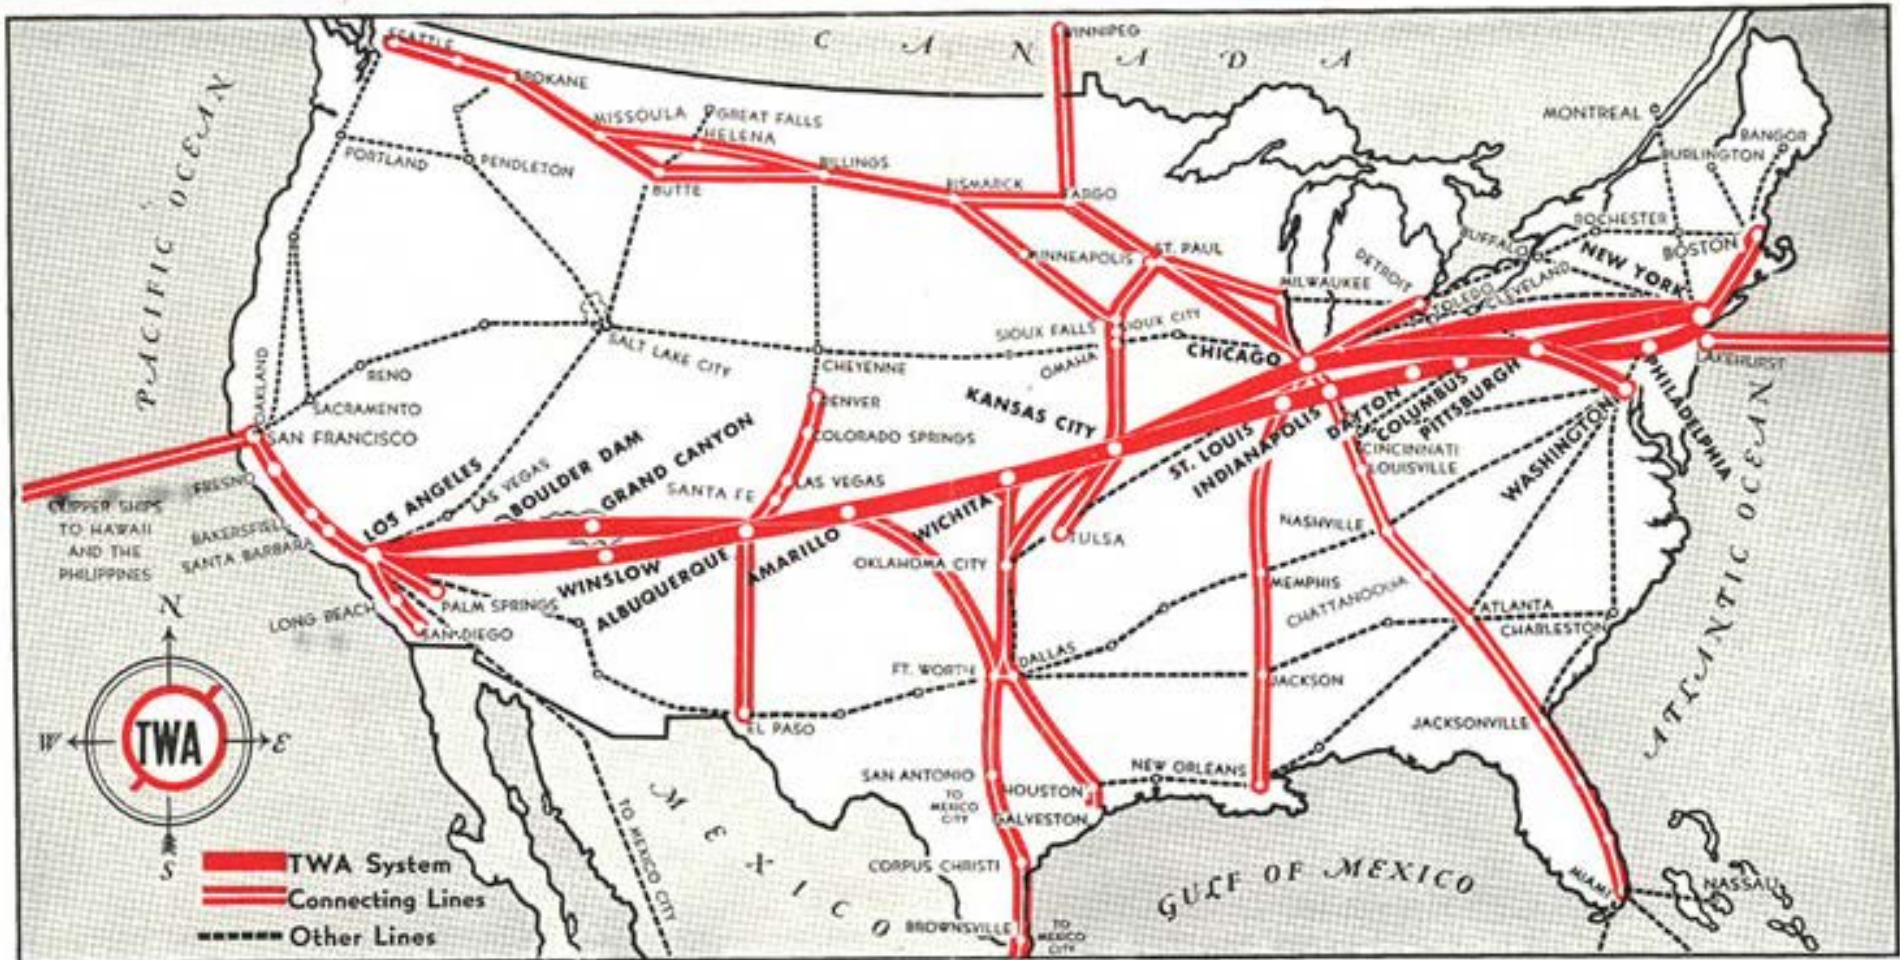 SEATTLE
SPOKANE
MISSOULA
GREAT FALLS
HELENA
BUTTE
BILLINGS
BISMARCK
FARGO
WINNIPEG
CANADA
PACIFIC OCEAN
PORTLAND
PENDLETON
MINNEAPOLIS
ST. PAUL
MILWAUKEE
DETROIT
BUFFALO
ROCHESTER
MONTREAL
BURLINGTON
BANGOR
BOSTON
NEW YORK
TOLEDO
CLEVELAND
LAKEHURST
SIOUX FALLS
SIOUX CITY
OMAHA
CHICAGO
SALT LAKE CITY
CHEYENNE
RENO
SACRAMENTO
OAKLAND
SAN FRANCISCO
DENVER
COLORADO SPRINGS
LAS VEGAS
SANTA FE
KANSAS CITY
ST. LOUIS
INDIANAPOLIS
DAYTON
COLUMBUS
PITTSBURGH
PHILADELPHIA
WASHINGTON
CINCINNATI
LOUISVILLE
FRESNO
BAKERSFIELD
SANTA BARBARA
LOS ANGELES
LAS VEGAS
BOULDER DAM
GRAND CANYON
CLIPPER SHIPS
TO HAWAII
AND THE
PHILIPPINES
LONG BEACH
PALM SPRINGS
SAN DIEGO
WINSLOW
ALBUQUERQUE
AMARILLO
WICHITA
OKLAHOMA CITY
TULSA
NASHVILLE
MEMPHIS
CHATTANOOGA
ATLANTA
CHARLESTON
ATLANTIC OCEAN
FT. WORTH
DALLAS
JACKSON
JACKSONVILLE
EL PASO
SAN ANTONIO
TO
MEXICO
CITY
HOUSTON
GALVESTON
NEW ORLEANS
CORPUS CHRISTI
BROWNSVILLE
TO
MEXICO
CITY
MEXICO
TO MEXICO CITY
GULF OF MEXICO
MIAMI
NASSAU
N
W
E
S
TWA
TWA System
Connecting Lines
Other Lines